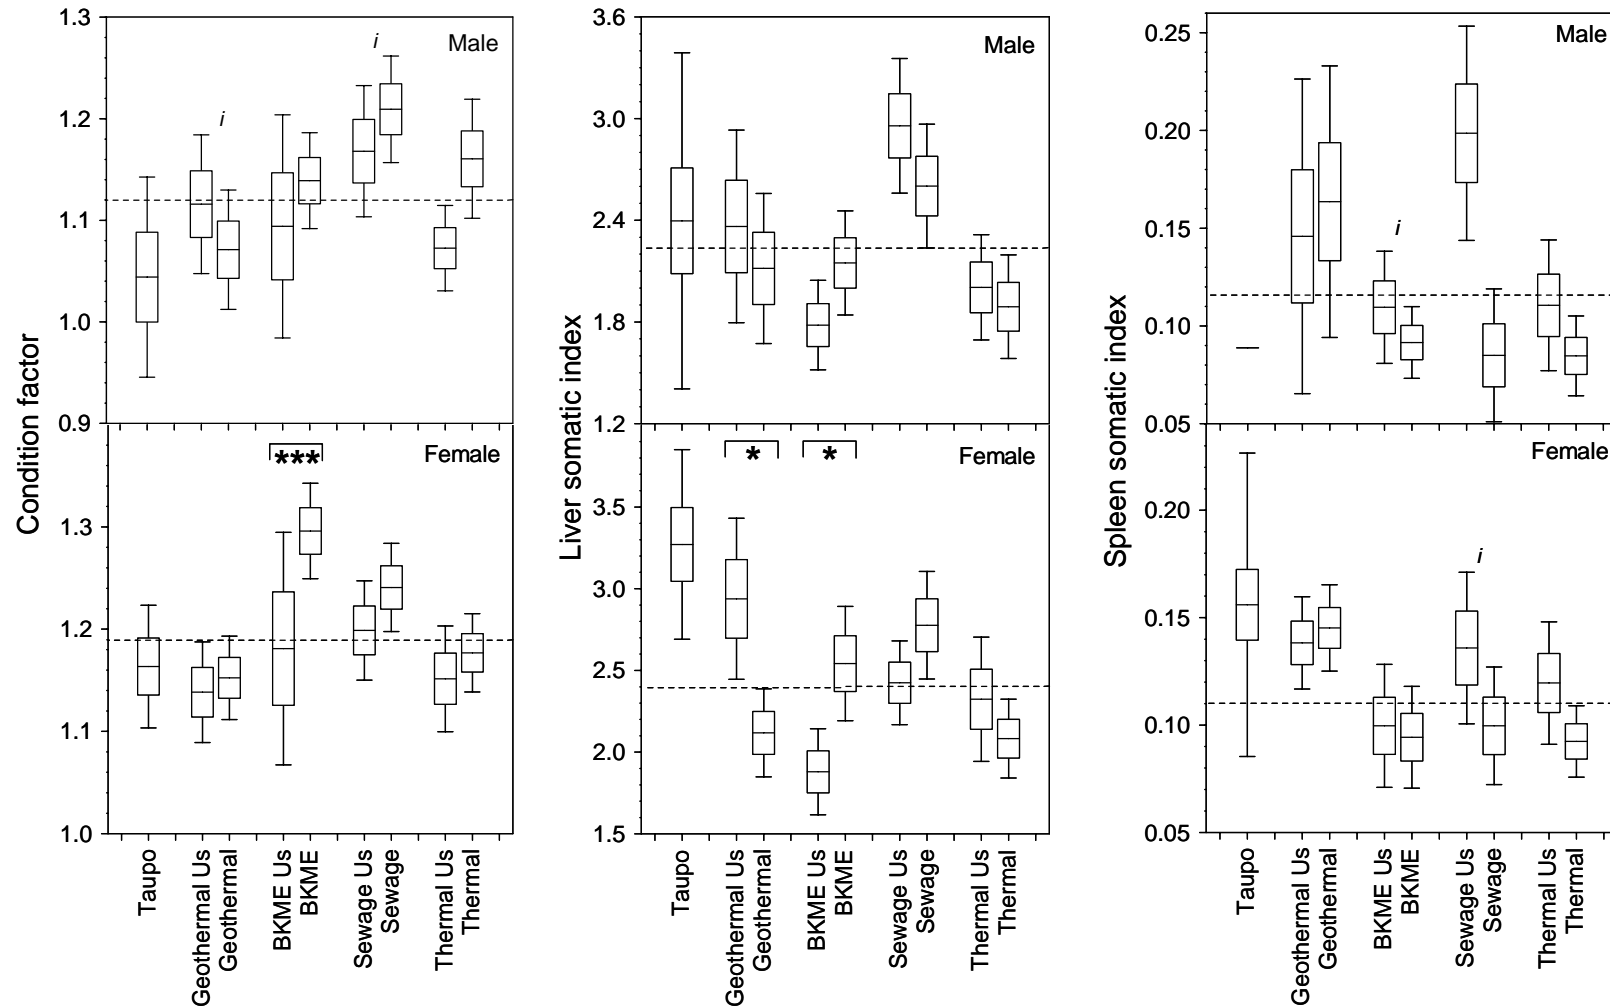 Condition factor
1.3
1.2
1.1
1.0
0.9
Male
i
i
1.3
1.2
1.1
1.0
Female
***
Taupo
Geothermal Us
Geothermal
BKME Us
BKME
Sewage Us
Sewage
Thermal Us
Thermal
Liver somatic index
3.6
3.0
2.4
1.8
1.2
Male
3.5
3.0
2.5
2.0
1.5
Female
*
*
Taupo
Geothermal Us
Geothermal
BKME Us
BKME
Sewage Us
Sewage
Thermal Us
Thermal
Spleen somatic index
0.25
0.20
0.15
0.10
0.05
Male
i
0.20
0.15
0.10
0.05
Female
i
Taupo
Geothermal Us
Geothermal
BKME Us
BKME
Sewage Us
Sewage
Thermal Us
Thermal